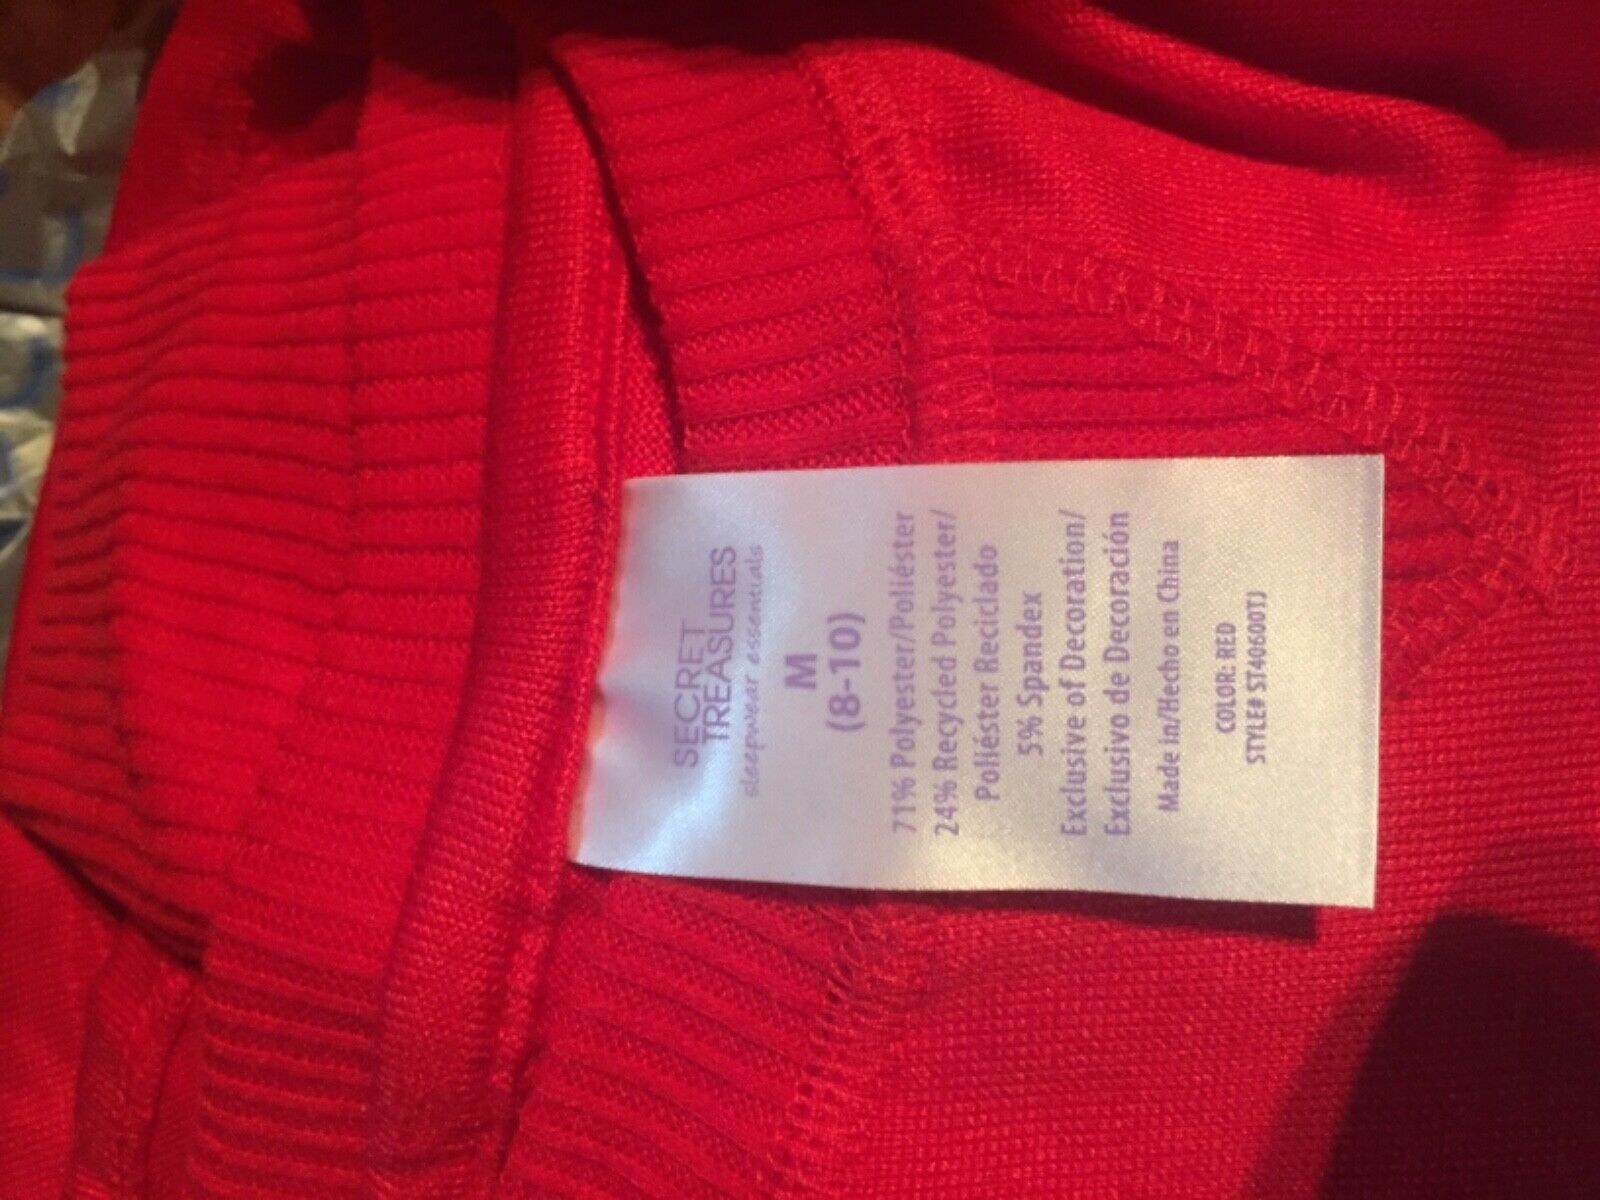 SECRET
TREASURES
sleepwear essentials
M
(8-10)
71% Polyester/Poliéster
24% Recycled Polyester/
Poliéster Reciclado
5% Spandex
Exclusive of Decoration/
Exclusivo de Decoración
Made in/Hecho en China
COLOR: RED
STYLE# ST40600TJ